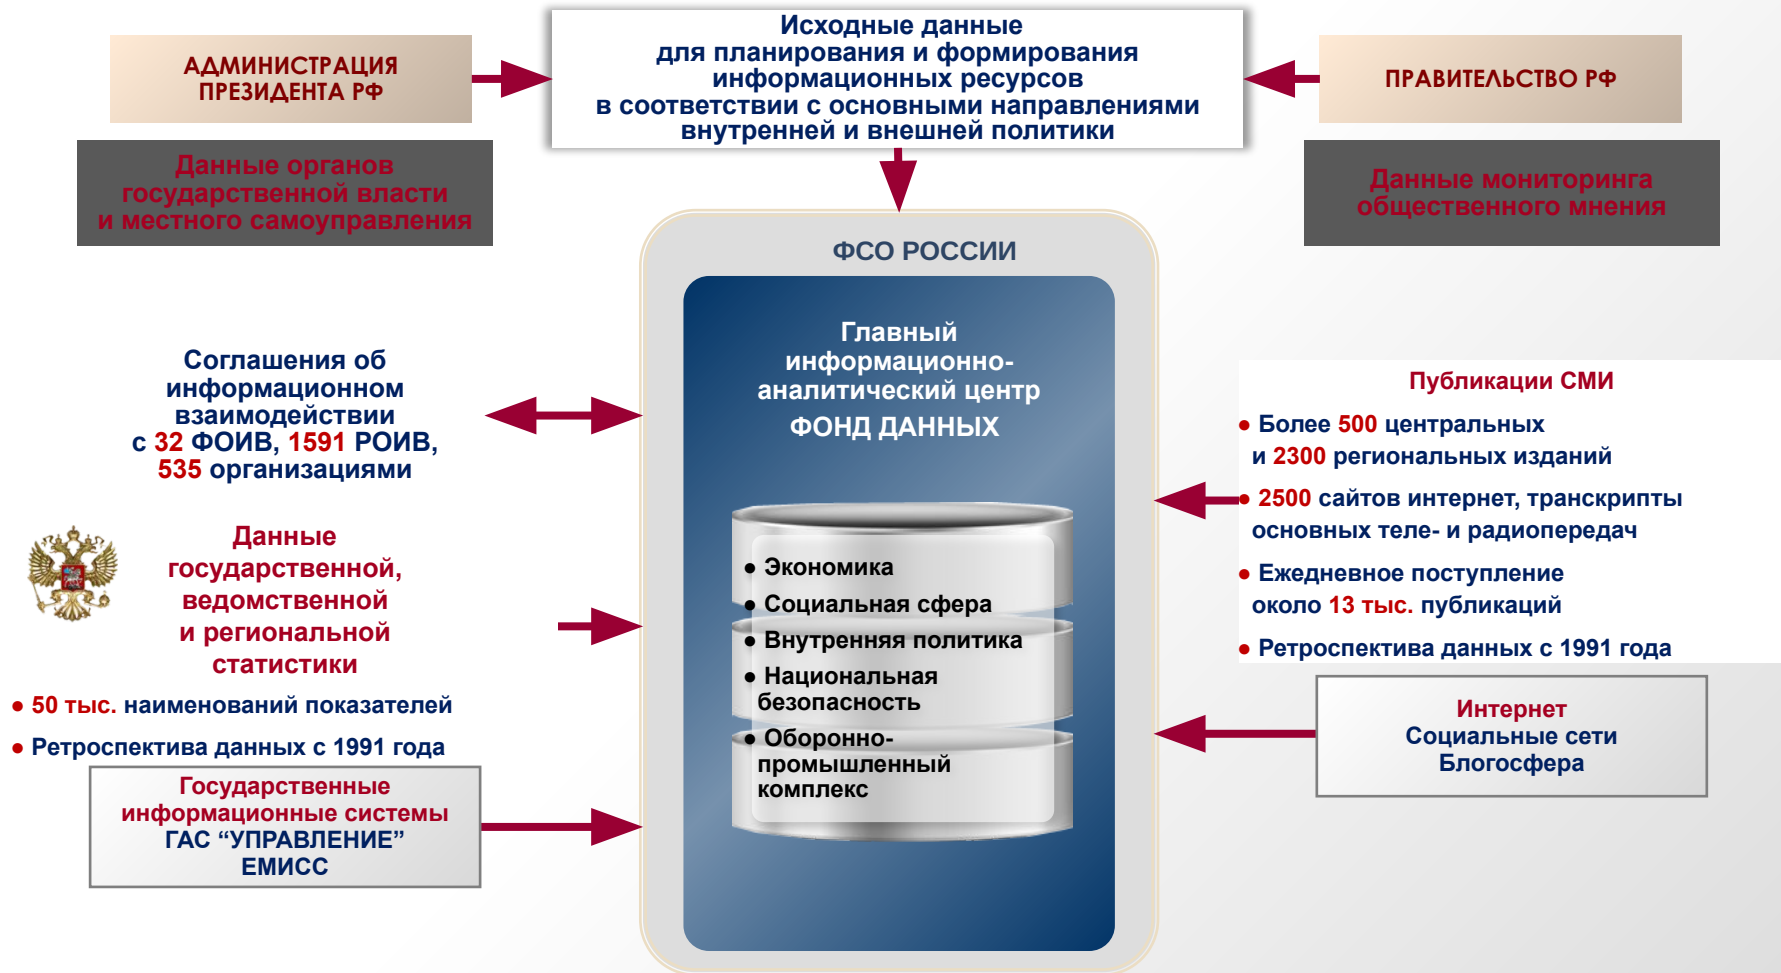 Исходные данные
для планирования и формирования
информационных ресурсов
в соответствии с основными направлениями
внутренней и внешней политики
АДМИНИСТРАЦИЯ
ПРЕЗИДЕНТА РФ
ПРАВИТЕЛЬСТВО РФ
Данные органов
государственной власти
и местного самоуправления
Данные мониторинга
общественного мнения
ФСО РОССИИ
Главный
информационно-
аналитический центр
ФОНД ДАННЫХ
● Экономика
● Социальная сфера
● Внутренняя политика
● Национальная
безопасность
● Оборонно-
промышленный
комплекс
Соглашения об
информационном
взаимодействии
с 32 ФОИВ, 1591 РОИВ,
535 организациями
Данные
государственной,
ведомственной
и региональной
статистики
● 50 тыс. наименований показателей
● Ретроспектива данных с 1991 года
Государственные
информационные системы
ГАС “УПРАВЛЕНИЕ”
ЕМИСС
Публикации СМИ
● Более 500 центральных
и 2300 региональных изданий
● 2500 сайтов интернет, транскрипты
основных теле- и радиопередач
● Ежедневное поступление
около 13 тыс. публикаций
● Ретроспектива данных с 1991 года
Интернет
Социальные сети
Блогосфера